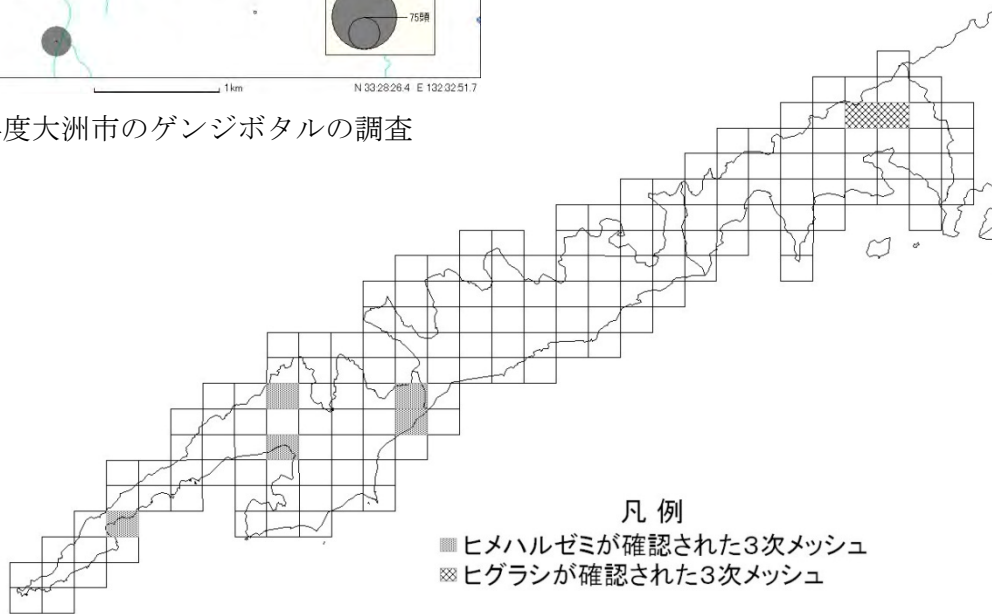 75頭
1km
N 33 28 26.4 E 132 32 51.7
度大洲市のゲンジボタルの調査
凡 例
ヒメハルゼミが確認された3次メッシュ
ヒグラシが確認された3次メッシュ